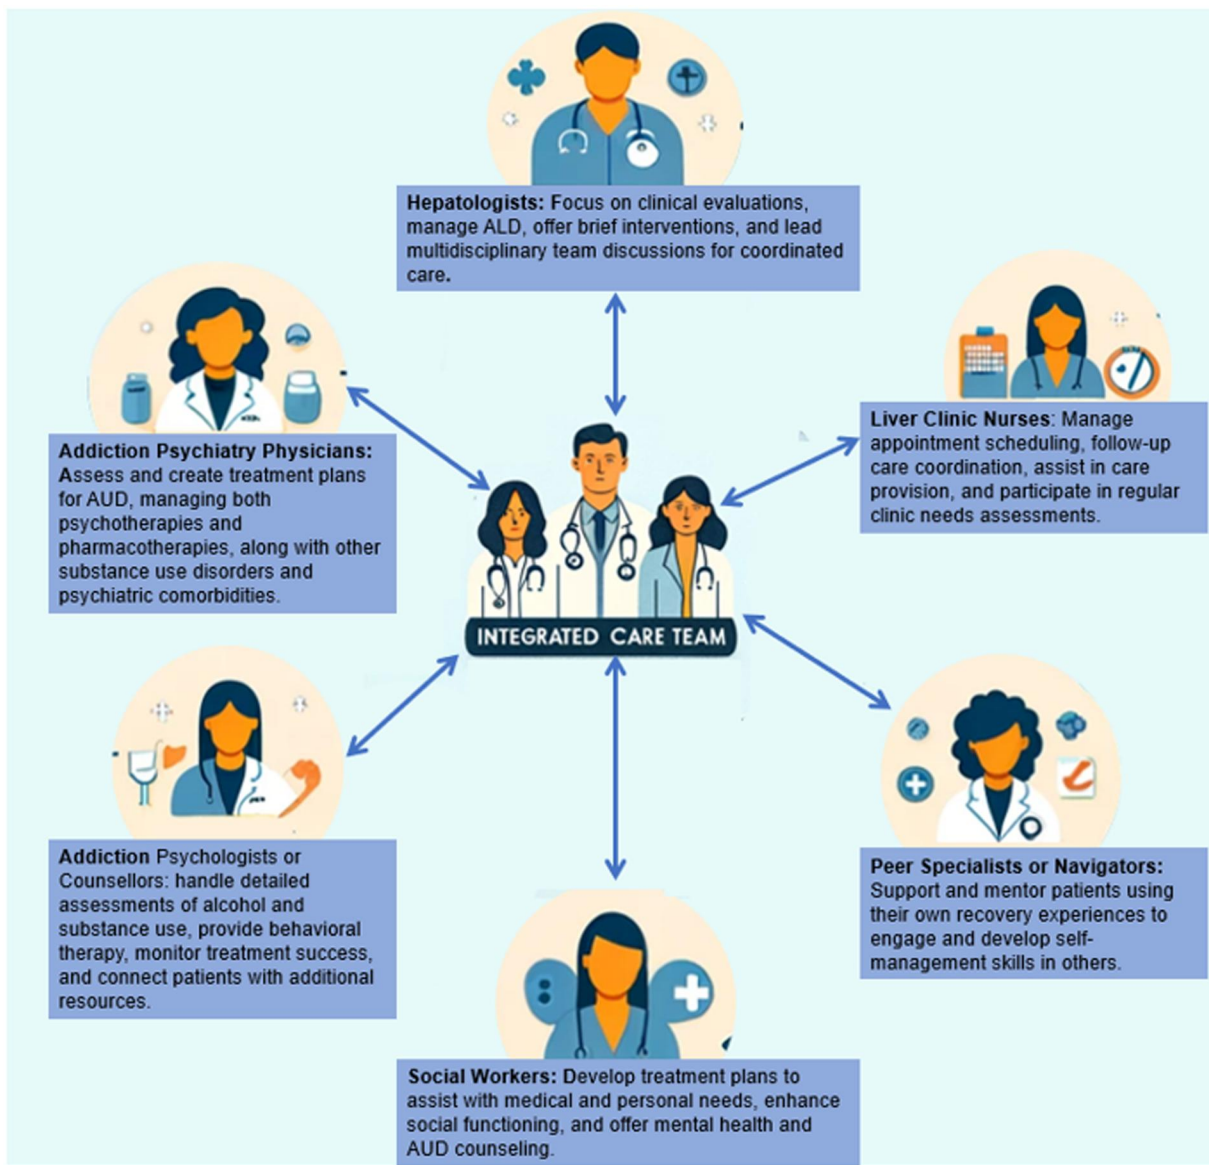 Hepatologists: Focus on clinical evaluations,
manage ALD, offer brief interventions, and lead
multidisciplinary team discussions for coordinated
care.
Addiction Psychiatry Physicians:
Assess and create treatment plans
for AUD, managing both
psychotherapies and
pharmacotherapies, along with other
substance use disorders and
psychiatric comorbidities.
Liver Clinic Nurses: Manage
appointment scheduling, follow-up
care coordination, assist in care
provision, and participate in regular
clinic needs assessments.
INTEGRATED CARE TEAM
Addiction Psychologists or
Counsellors: handle detailed
assessments of alcohol and
substance use, provide behavioral
therapy, monitor treatment success,
and connect patients with additional
resources.
Peer Specialists or Navigators:
Support and mentor patients using
their own recovery experiences to
engage and develop self-
management skills in others.
Social Workers: Develop treatment plans to
assist with medical and personal needs, enhance
social functioning, and offer mental health and
AUD counseling.